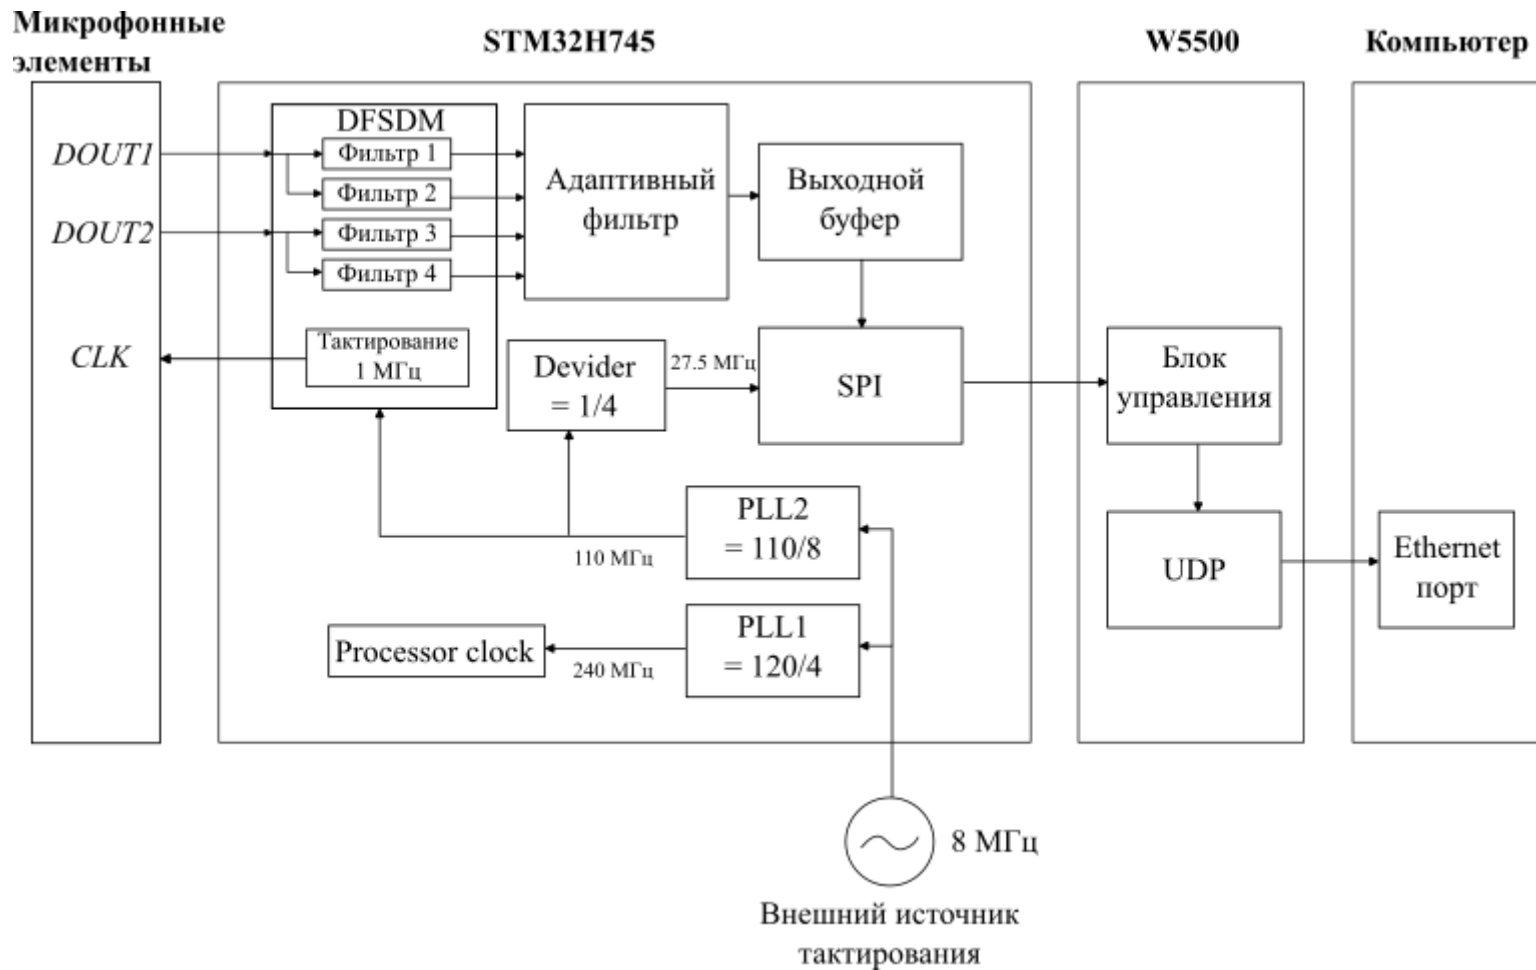 Микрофонные
элементы
STM32H745
W5500
Компьютер
DFSDM
DOUT1
Фильтр 1
Фильтр 2
DOUT2
Фильтр 3
Фильтр 4
Адаптивный
фильтр
Выходной
буфер
CLK
Тактирование
1 МГц
Devider
= 1/4
27.5 МГц
SPI
Блок
управления
PLL2
= 110/8
110 МГц
UDP
Ethernet
порт
Processor clock
240 МГц
PLL1
= 120/4
8 МГц
Внешний источник
тактирования